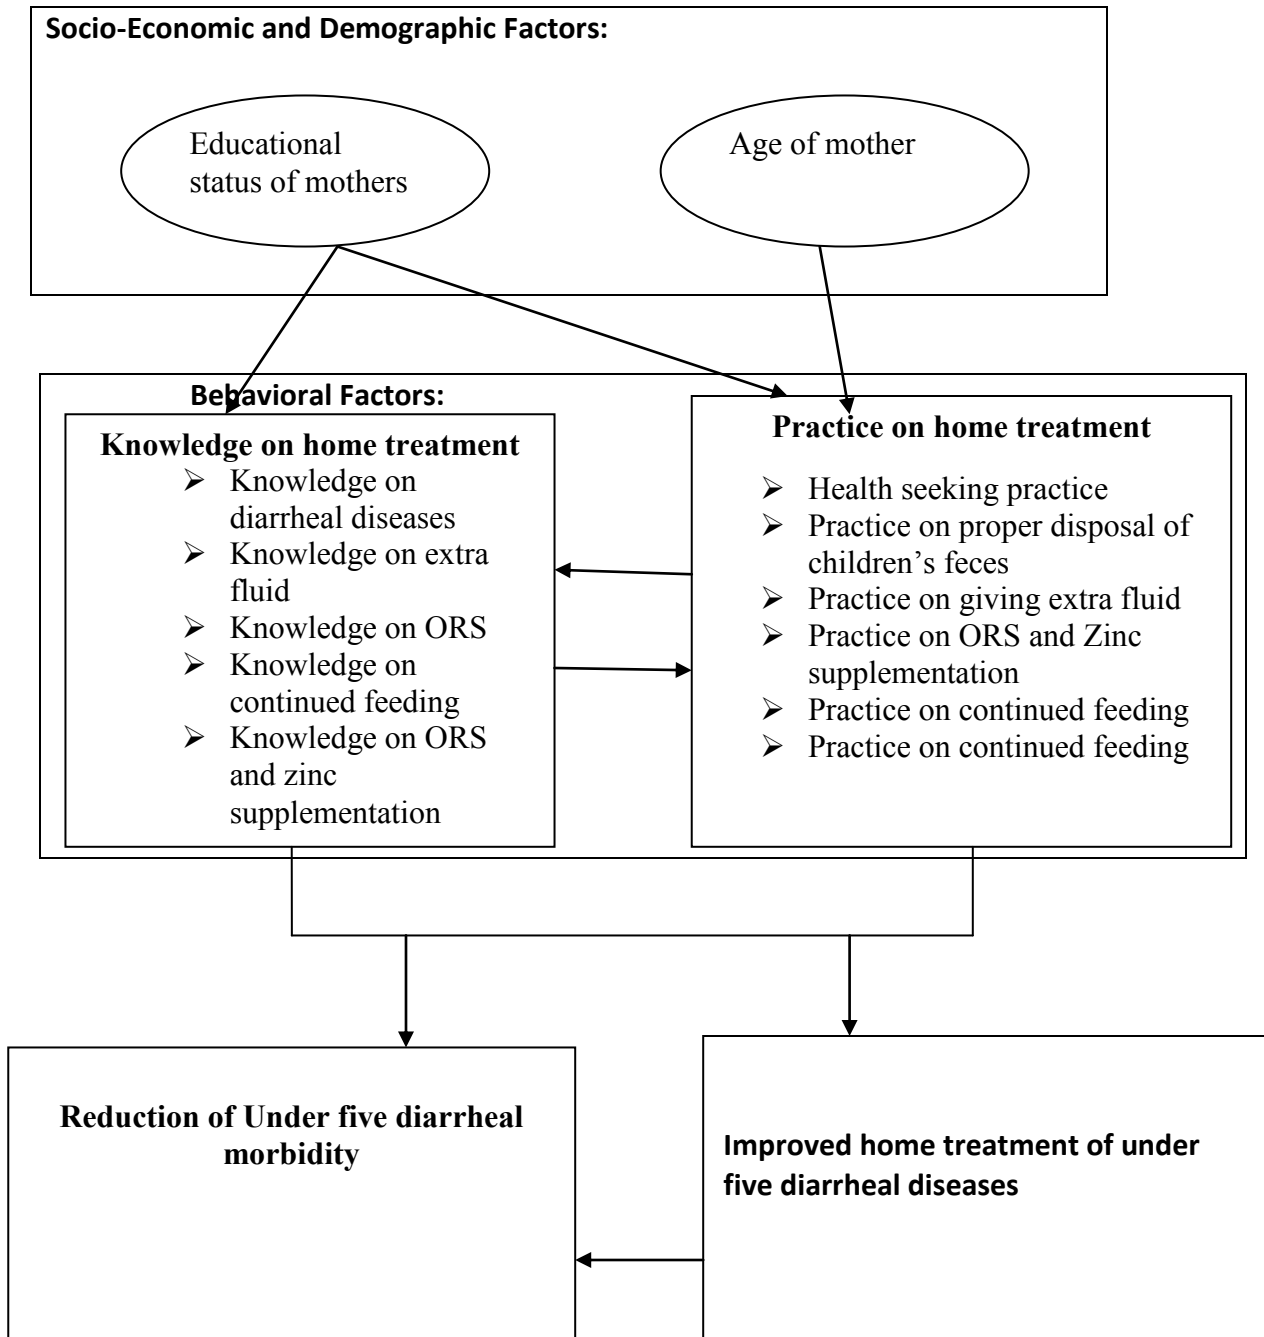 Socio-Economic and Demographic Factors:
Educational
status of mothers
Age of mother
Behavioral Factors:
Knowledge on home treatment
➢ Knowledge on
diarrheal diseases
➢ Knowledge on extra
fluid
➢ Knowledge on ORS
➢ Knowledge on
continued feeding
➢ Knowledge on ORS
and zinc
supplementation
Practice on home treatment
➢ Health seeking practice
➢ Practice on proper disposal of
children’s feces
➢ Practice on giving extra fluid
➢ Practice on ORS and Zinc
supplementation
➢ Practice on continued feeding
➢ Practice on continued feeding
Reduction of Under five diarrheal
morbidity
Improved home treatment of under
five diarrheal diseases